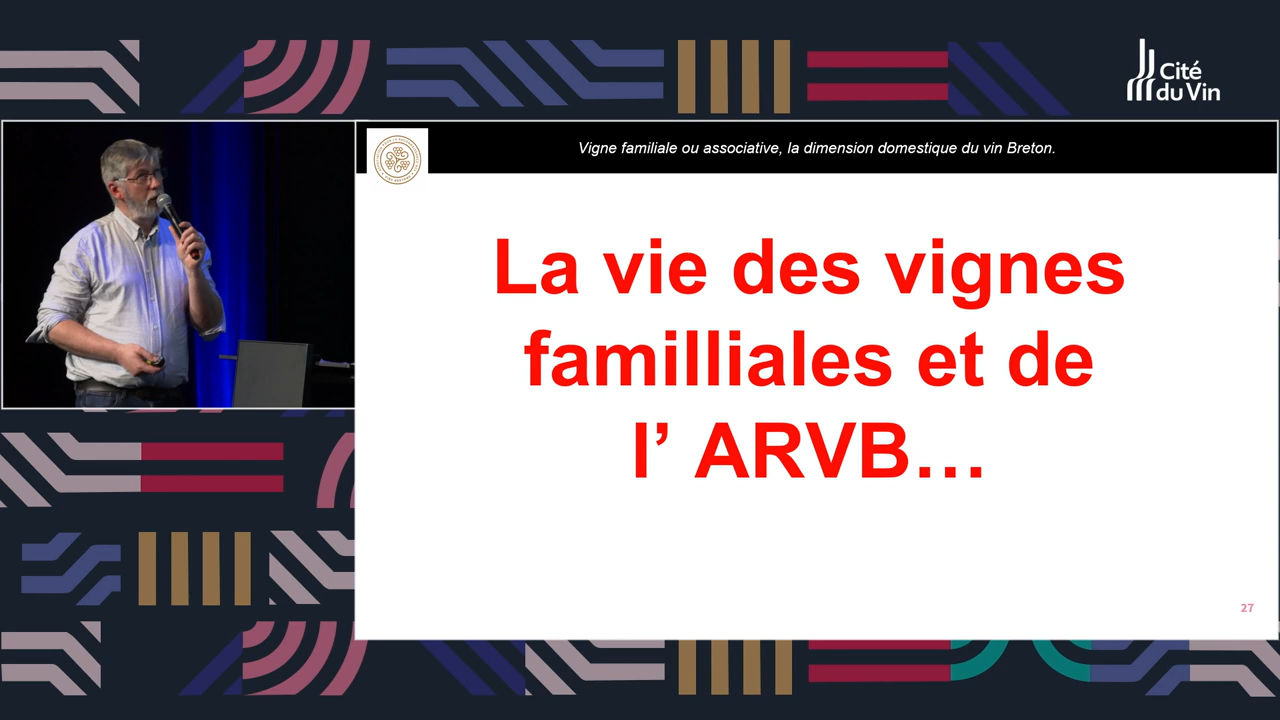 Cité
du Vin
Vigne familiale ou associative, la dimension domestique du vin Breton.
La vie des vignes
familliales et de
l’ ARVB…
27